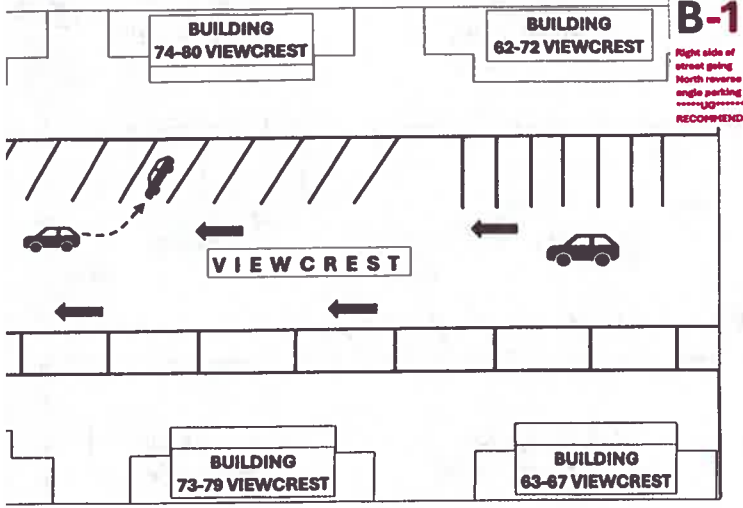 BUILDING
74-80 VIEWCREST
BUILDING
62-72 VIEWCREST
B-1
Right side of
street going
North reverse
angle parking
RECOMMEND
VIEWCREST
BUILDING
73-79 VIEWCREST
BUILDING
63-67 VIEWCREST